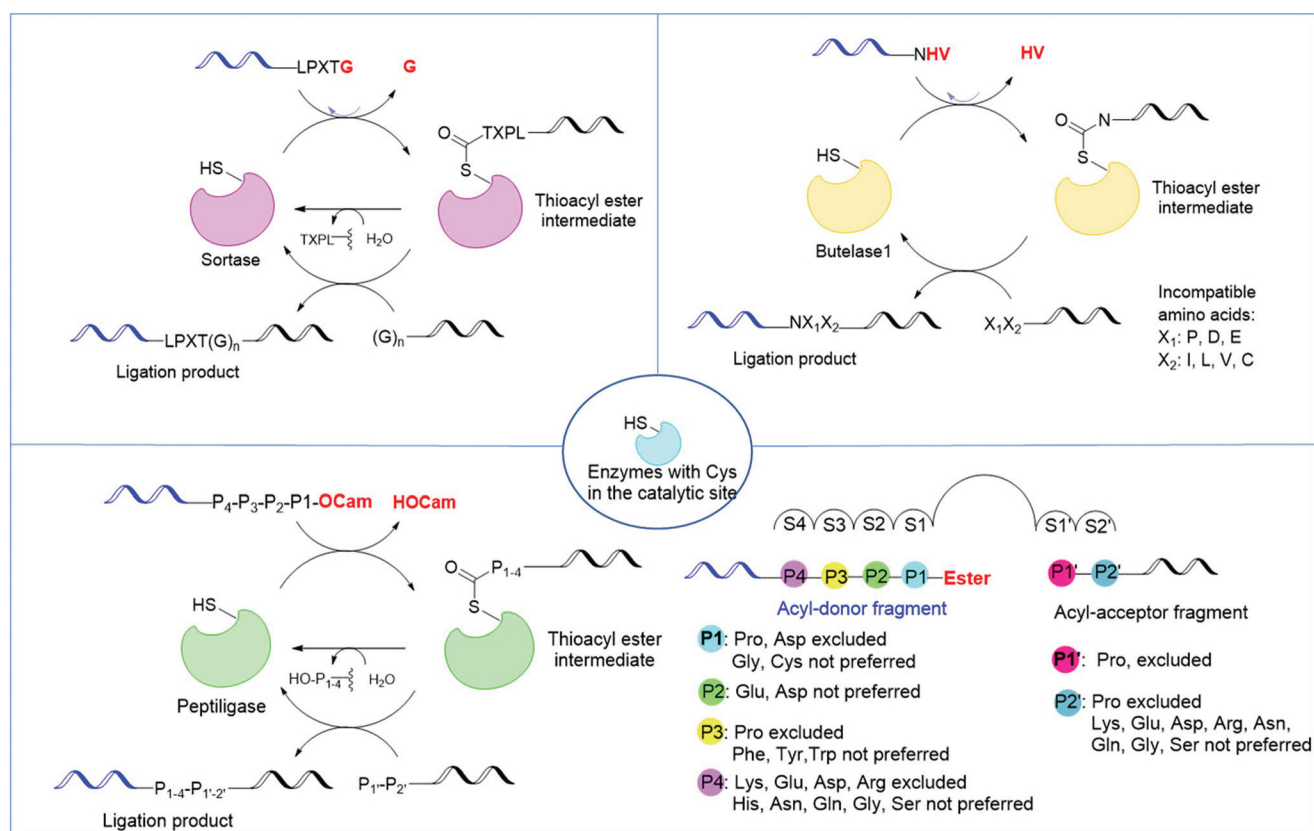 LPXTG
G
O
TXPL
S
HS
Thioacyl ester
intermediate
TXPL
H₂O
Sortase
LPXT(G)ₙ
(G)ₙ
Ligation product
NHV
HV
O
N
S
HS
Thioacyl ester
intermediate
Butelase1
NX₁X₂
X₁X₂
Ligation product
Incompatible
amino acids:
X₁: P, D, E
X₂: I, L, V, C
HS
Enzymes with Cys
in the catalytic site
P₄-P₃-P₂-P1-OCam
HOCam
O
P₁₋₄
S
HS
Thioacyl ester
intermediate
HO-P₁₋₄
H₂O
Peptiligase
P₁₋₄-P₁'₋₂'
P₁'-P₂'
Ligation product
S4 S3 S2 S1 S1' S2'
P4 P3 P2 P1 Ester
P1' P2'
Acyl-donor fragment
Acyl-acceptor fragment
P1: Pro, Asp excluded
Gly, Cys not preferred
P2: Glu, Asp not preferred
P3: Pro excluded
Phe, Tyr,Trp not preferred
P4: Lys, Glu, Asp, Arg excluded
His, Asn, Gln, Gly, Ser not preferred
P1': Pro, excluded
P2': Pro excluded
Lys, Glu, Asp, Arg, Asn,
Gln, Gly, Ser not preferred